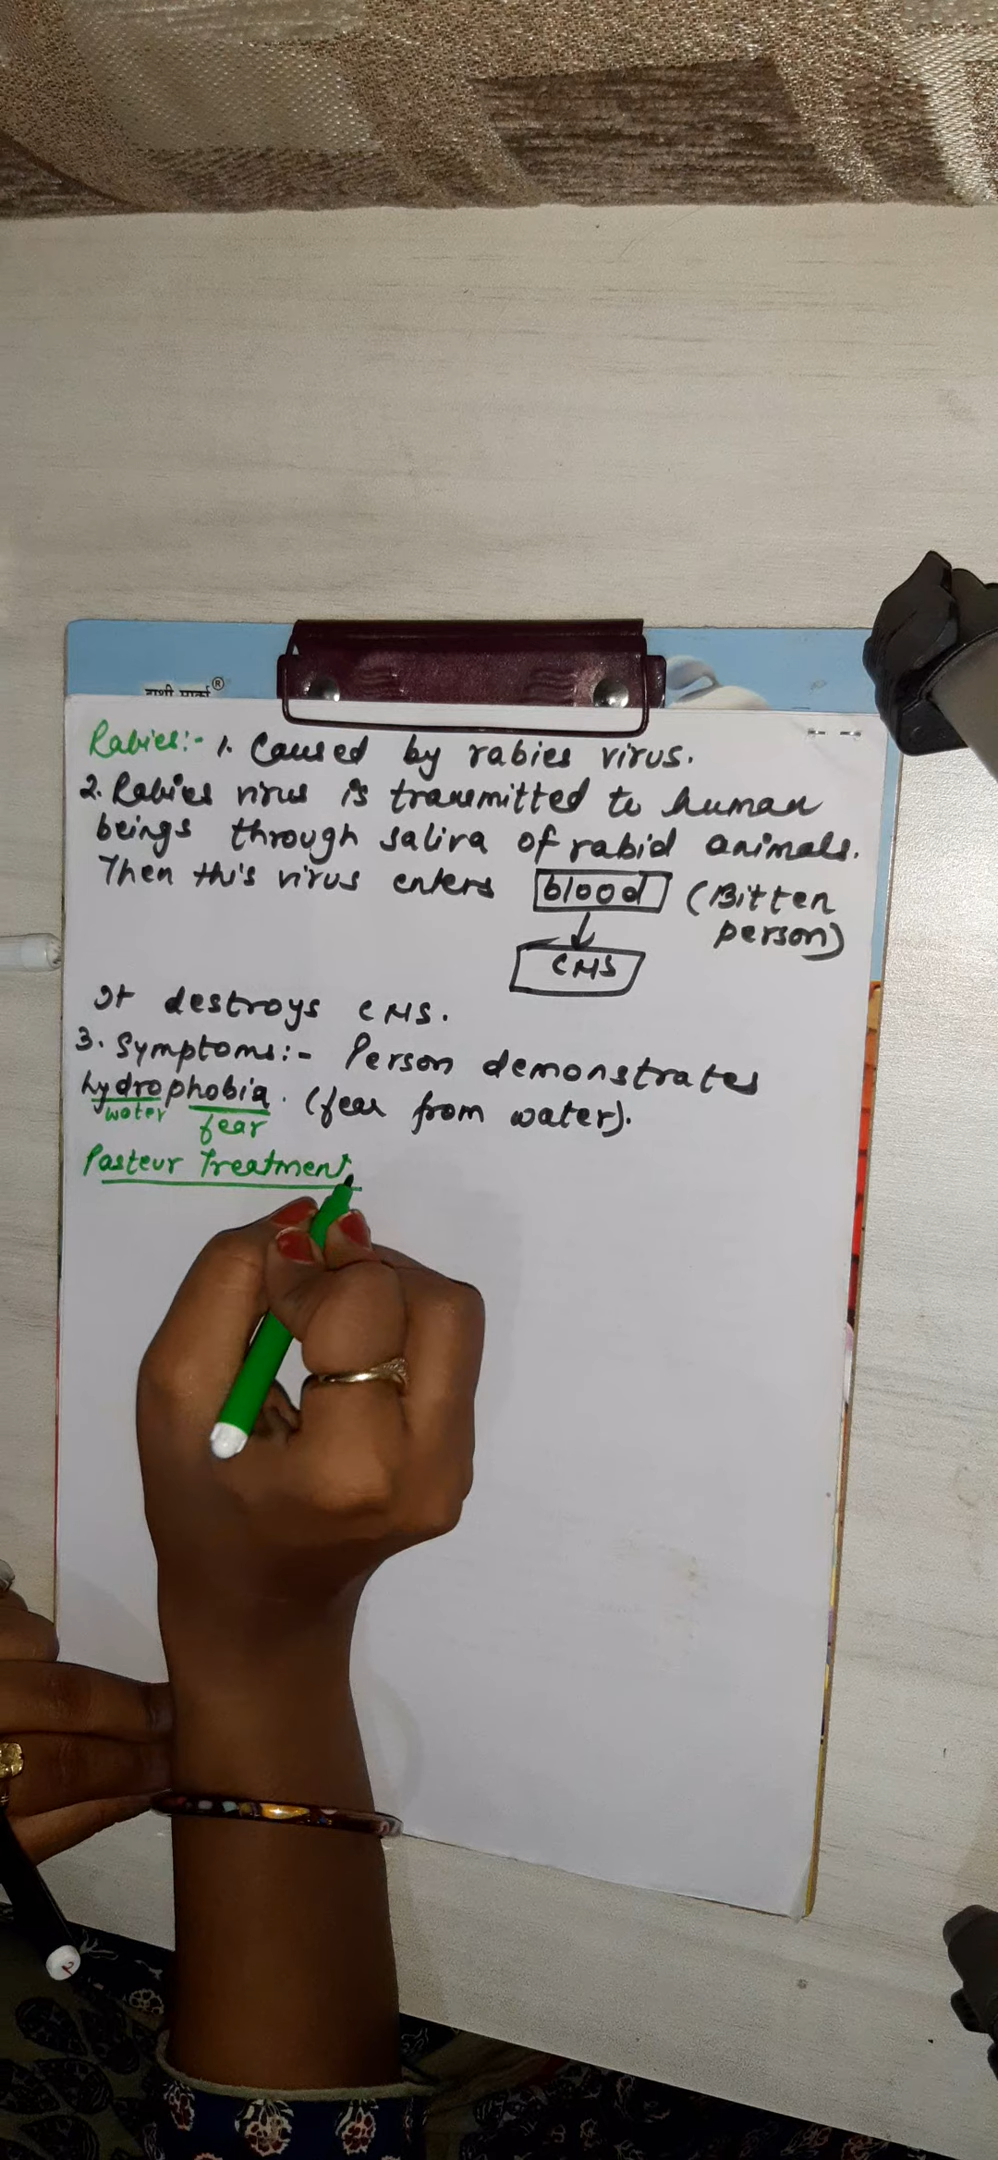 हाथी मार्का®
Rabies:- 1. Caused by rabies virus.
2. Rabies virus is transmitted to human
beings through saliva of rabid animals.
Then this virus enters blood (Bitten
person)
CNS
It destroys CNS.
3. Symptoms:- Person demonstrates
hydrophobia. (fear from water).
water fear
Pasteur Treatment